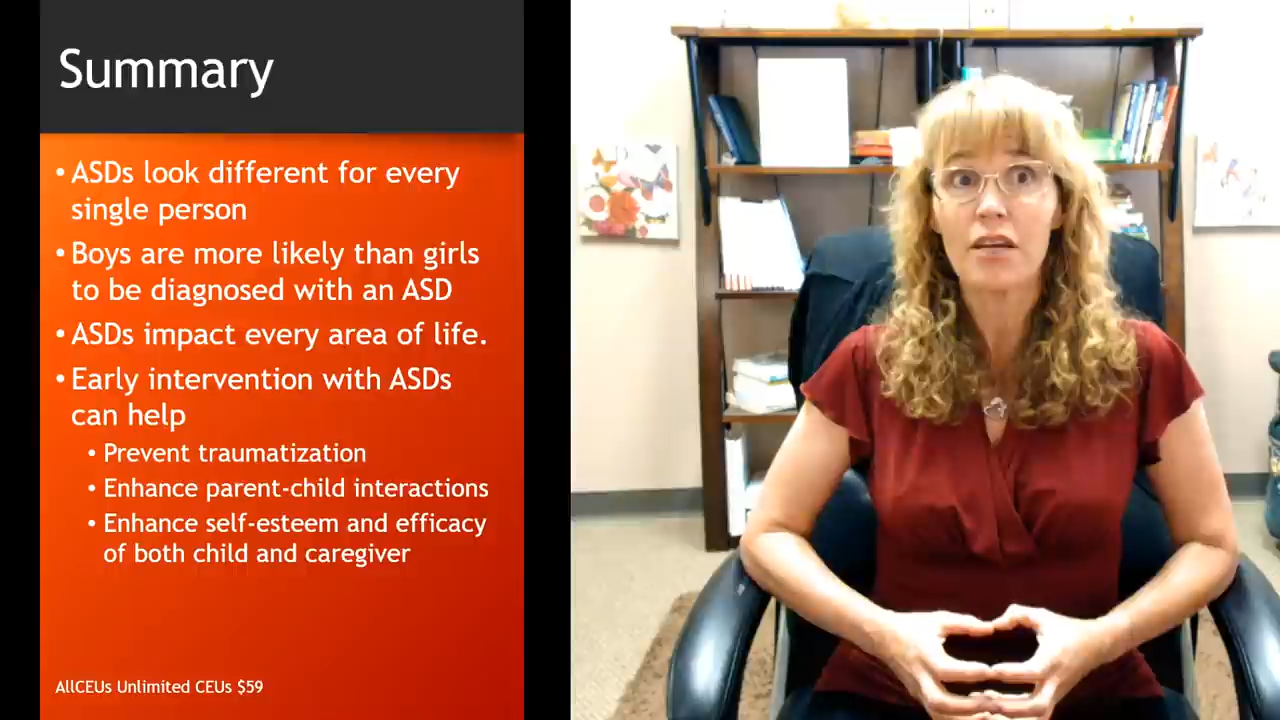 Summary
• ASDs look different for every
single person
• Boys are more likely than girls
to be diagnosed with an ASD
• ASDs impact every area of life.
• Early intervention with ASDs
can help
• Prevent traumatization
• Enhance parent-child interactions
• Enhance self-esteem and efficacy
of both child and caregiver
AllCEUs Unlimited CEUs $59